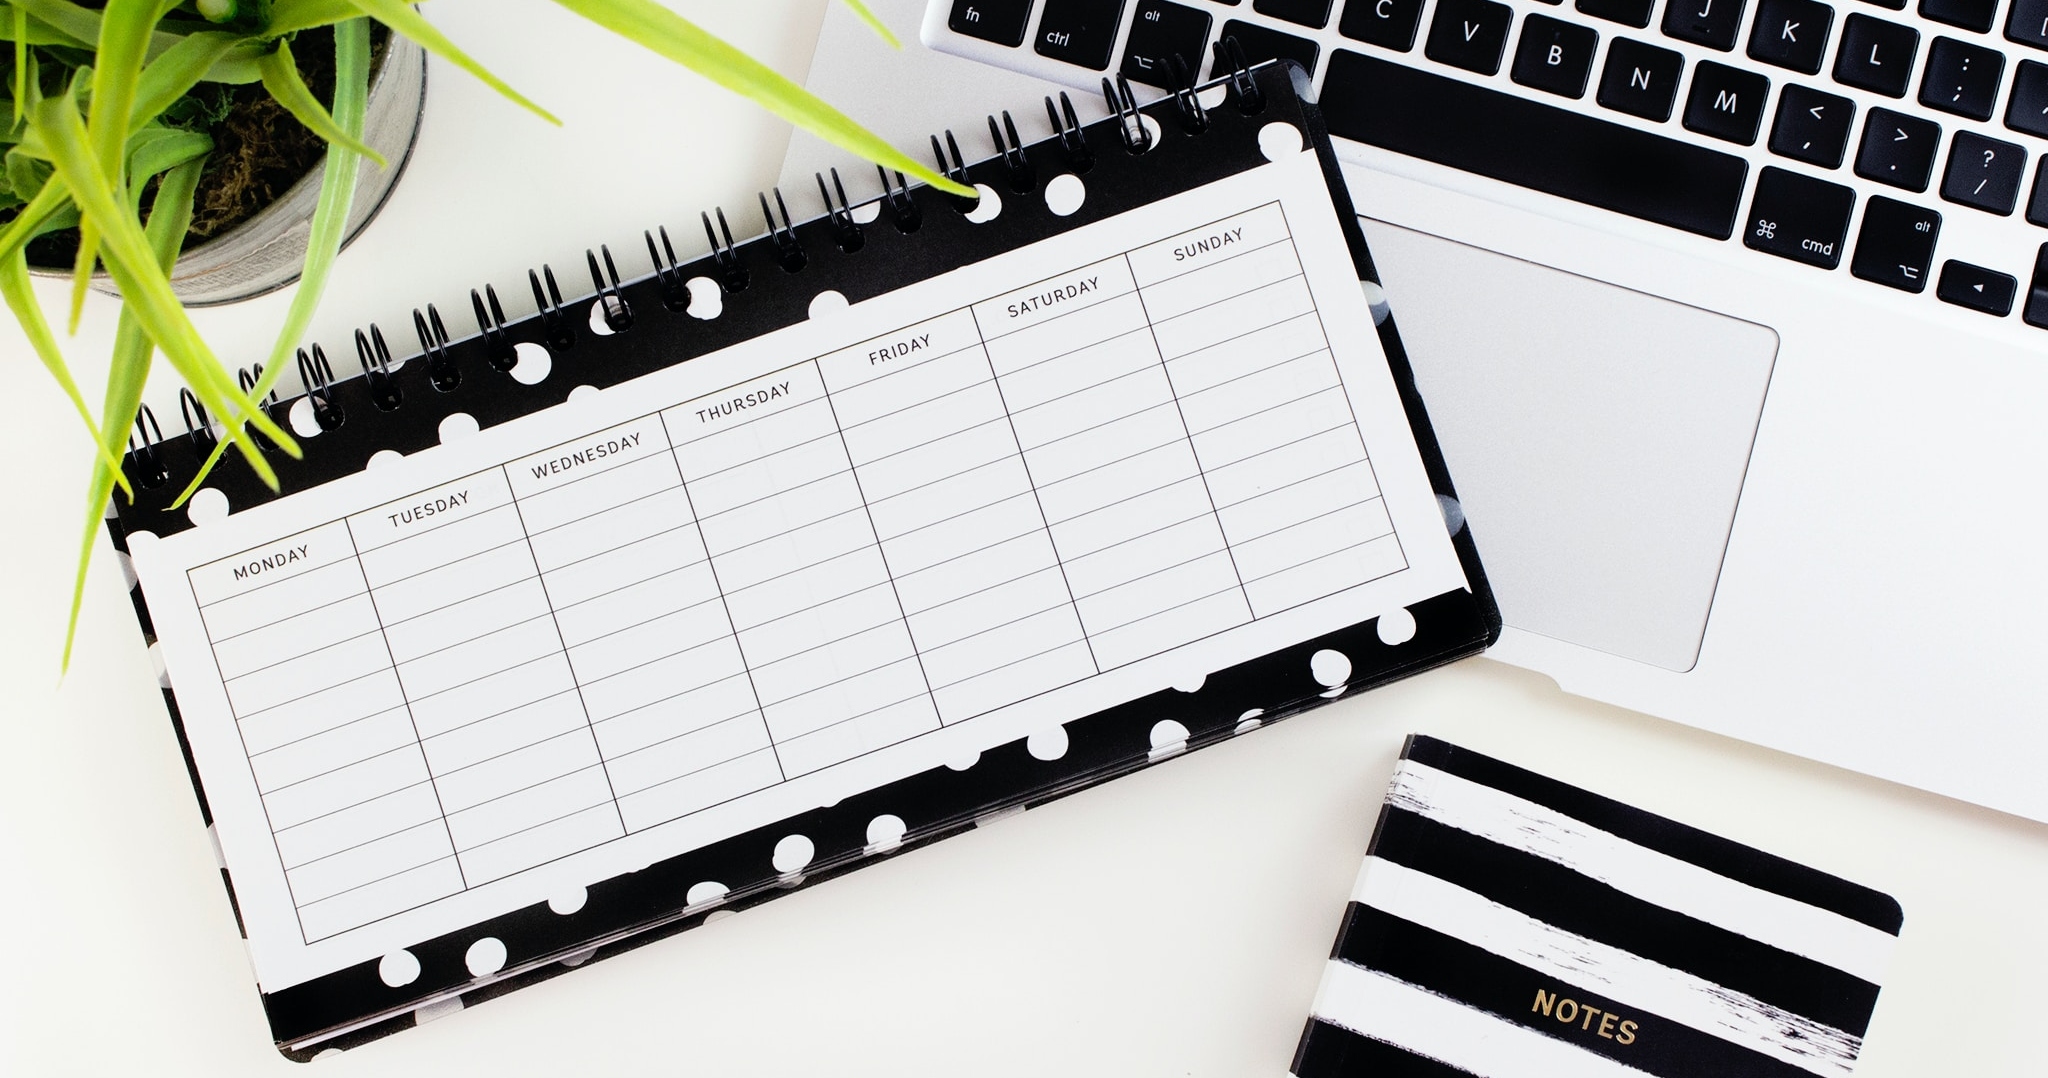 MONDAY
TUESDAY
WEDNESDAY
THURSDAY
FRIDAY
SATURDAY
SUNDAY
fn
ctrl
alt
⌥
C
V
B
N
M
J
K
L
:
;
<
,
>
.
?
/
⌘
cmd
alt
⌥
◀
NOTES